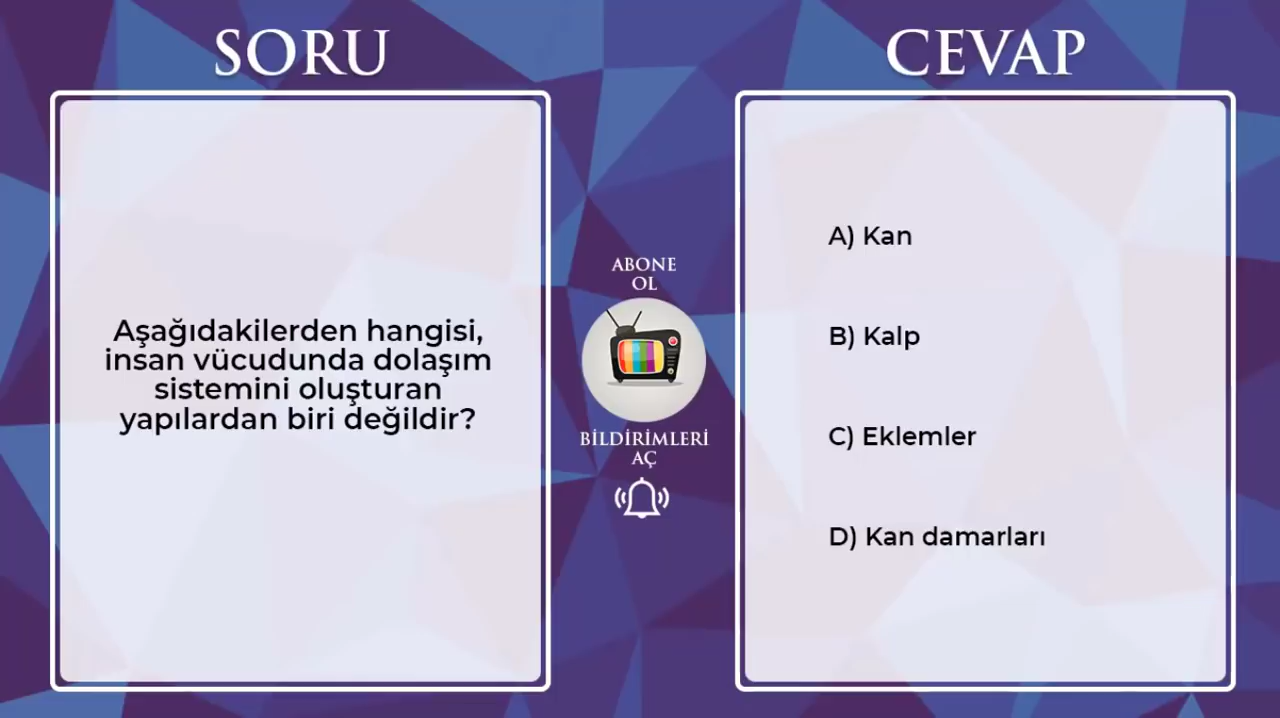 SORU
Aşağıdakilerden hangisi,
insan vücudunda dolaşım
sistemini oluşturan
yapılardan biri değildir?
ABONE
OL
BİLDİRİMLERİ
AÇ
CEVAP
A) Kan
B) Kalp
C) Eklemler
D) Kan damarları